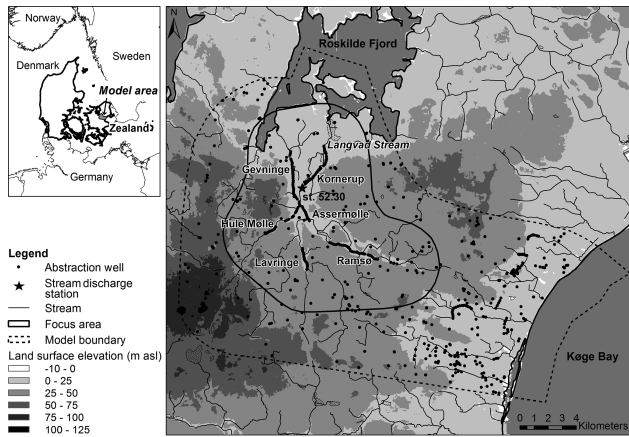 Norway
Sweden
Denmark
Model area
Zealand
Germany
Legend
Abstraction well
Stream discharge
station
Stream
Focus area
Model boundary
Land surface elevation (m asl)
-10 - 0
0 - 25
25 - 50
50 - 75
75 - 100
100 - 125
N
Roskilde Fjord
Langvad Stream
Gevninge
Kornerup
st. 52.30
Hule Mølle
Assermølle
Lavringe
Ramsø
Køge Bay
0 1 2 3 4
Kilometers